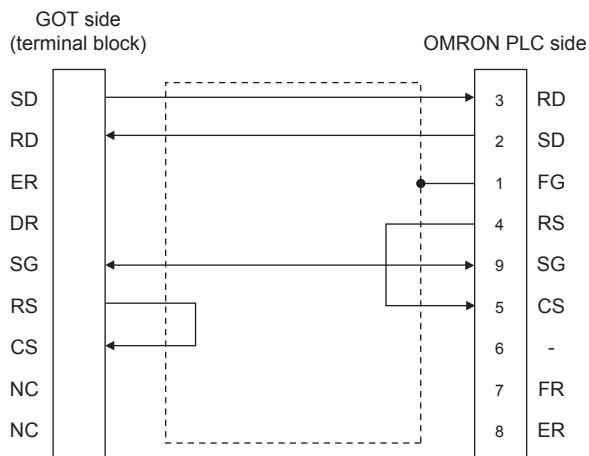 GOT side
(terminal block)
OMRON PLC side
SD 3 RD
RD 2 SD
ER 1 FG
DR 4 RS
SG 9 SG
RS 5 CS
CS 6 -
NC 7 FR
NC 8 ER